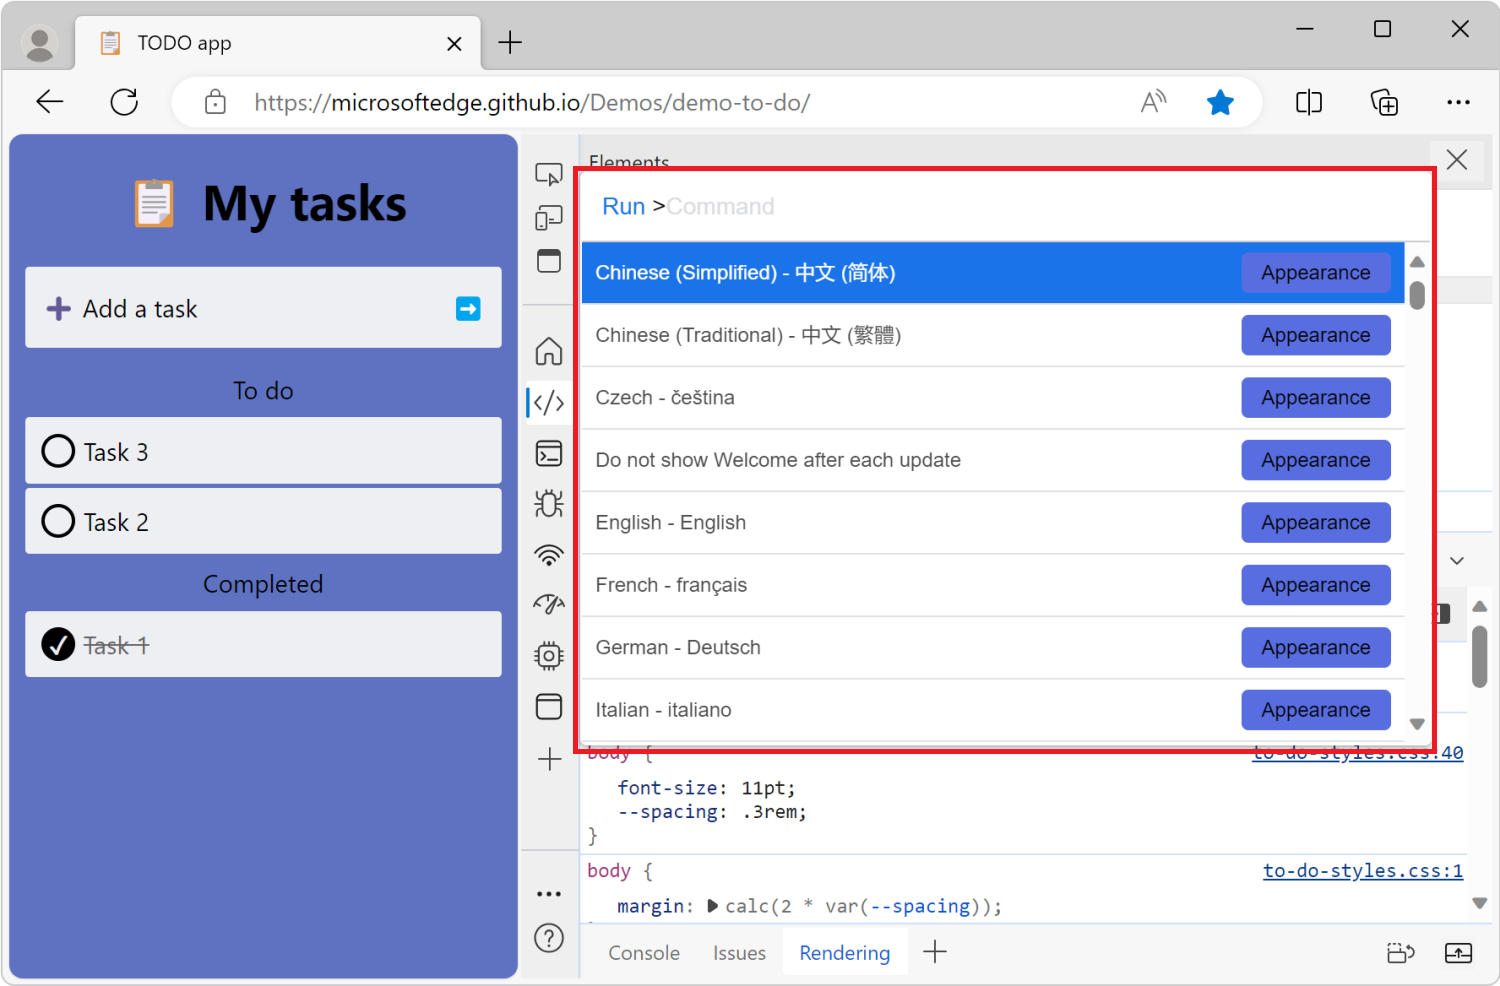 TODO app
https://microsoftedge.github.io/Demos/demo-to-do/
My tasks
Add a task
To do
Task 3
Task 2
Completed
Task 1
Elements
Run >Command
Chinese (Simplified) - 中文 (简体) Appearance
Chinese (Traditional) - 中文 (繁體) Appearance
Czech - čeština Appearance
Do not show Welcome after each update Appearance
English - English Appearance
French - français Appearance
German - Deutsch Appearance
Italian - italiano Appearance
body { to-do-styles.css:40
font-size: 11pt;
--spacing: .3rem;
}
body { to-do-styles.css:1
margin: calc(2 * var(--spacing));
Console Issues Rendering